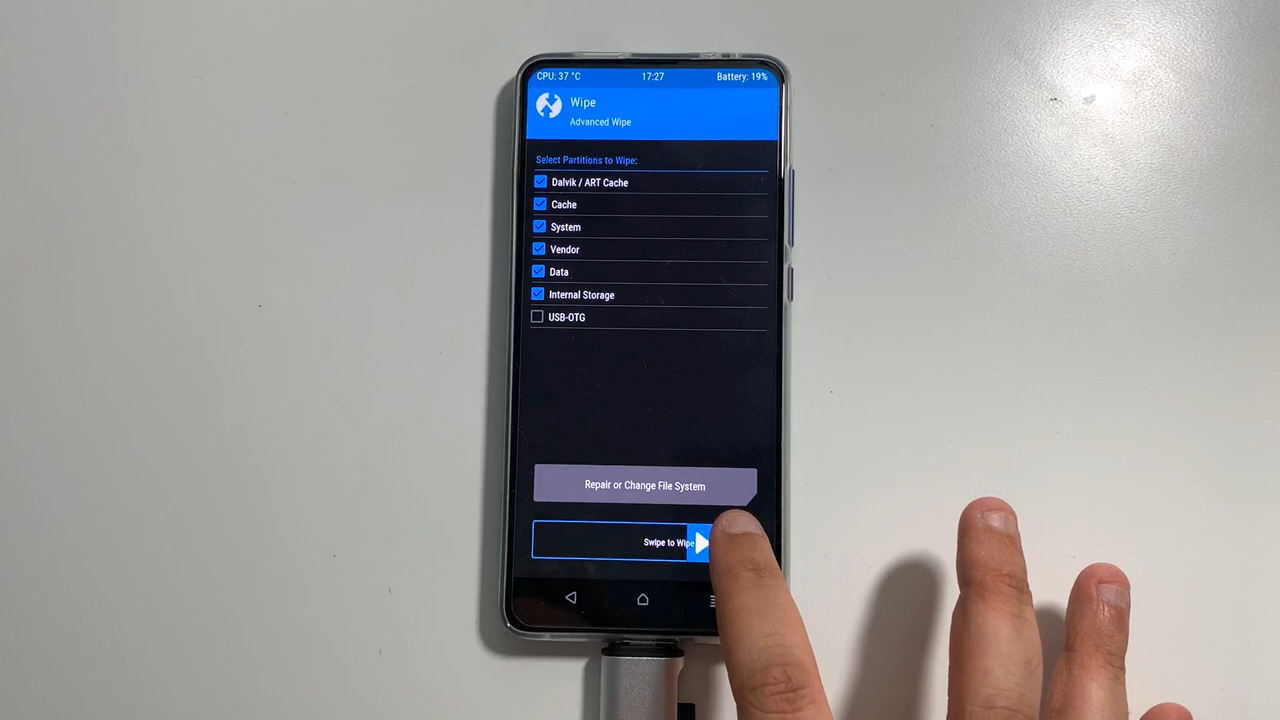 CPU: 37 °C 17:27 Battery: 19%
Wipe
Advanced Wipe
Select Partitions to Wipe:
Dalvik / ART Cache
Cache
System
Vendor
Data
Internal Storage
USB-OTG
Repair or Change File System
Swipe to Wipe